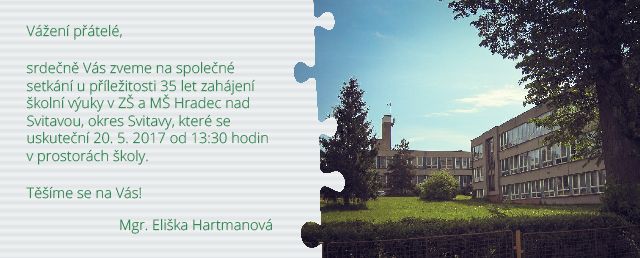 Vážení přátelé,
srdečně Vás zveme na společné
setkání u příležitosti 35 let zahájení
školní výuky v ZŠ a MŠ Hradec nad
Svitavou, okres Svitavy, které se
uskuteční 20. 5. 2017 od 13:30 hodin
v prostorách školy.
Těšíme se na Vás!
Mgr. Eliška Hartmanová